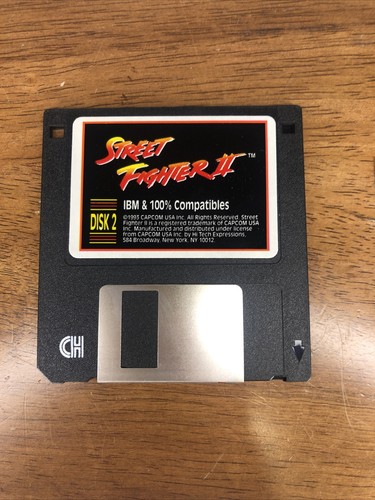 STREET
FIGHTER II ™
IBM & 100% Compatibles
DISK 2
©1993 CAPCOM USA Inc. All Rights Reserved. Street
Fighter II is a registered trademark of CAPCOM USA
Inc. Manufactured and distributed under license
from CAPCOM USA Inc. by Hi Tech Expressions,
584 Broadway, New York, NY 10012.
CH